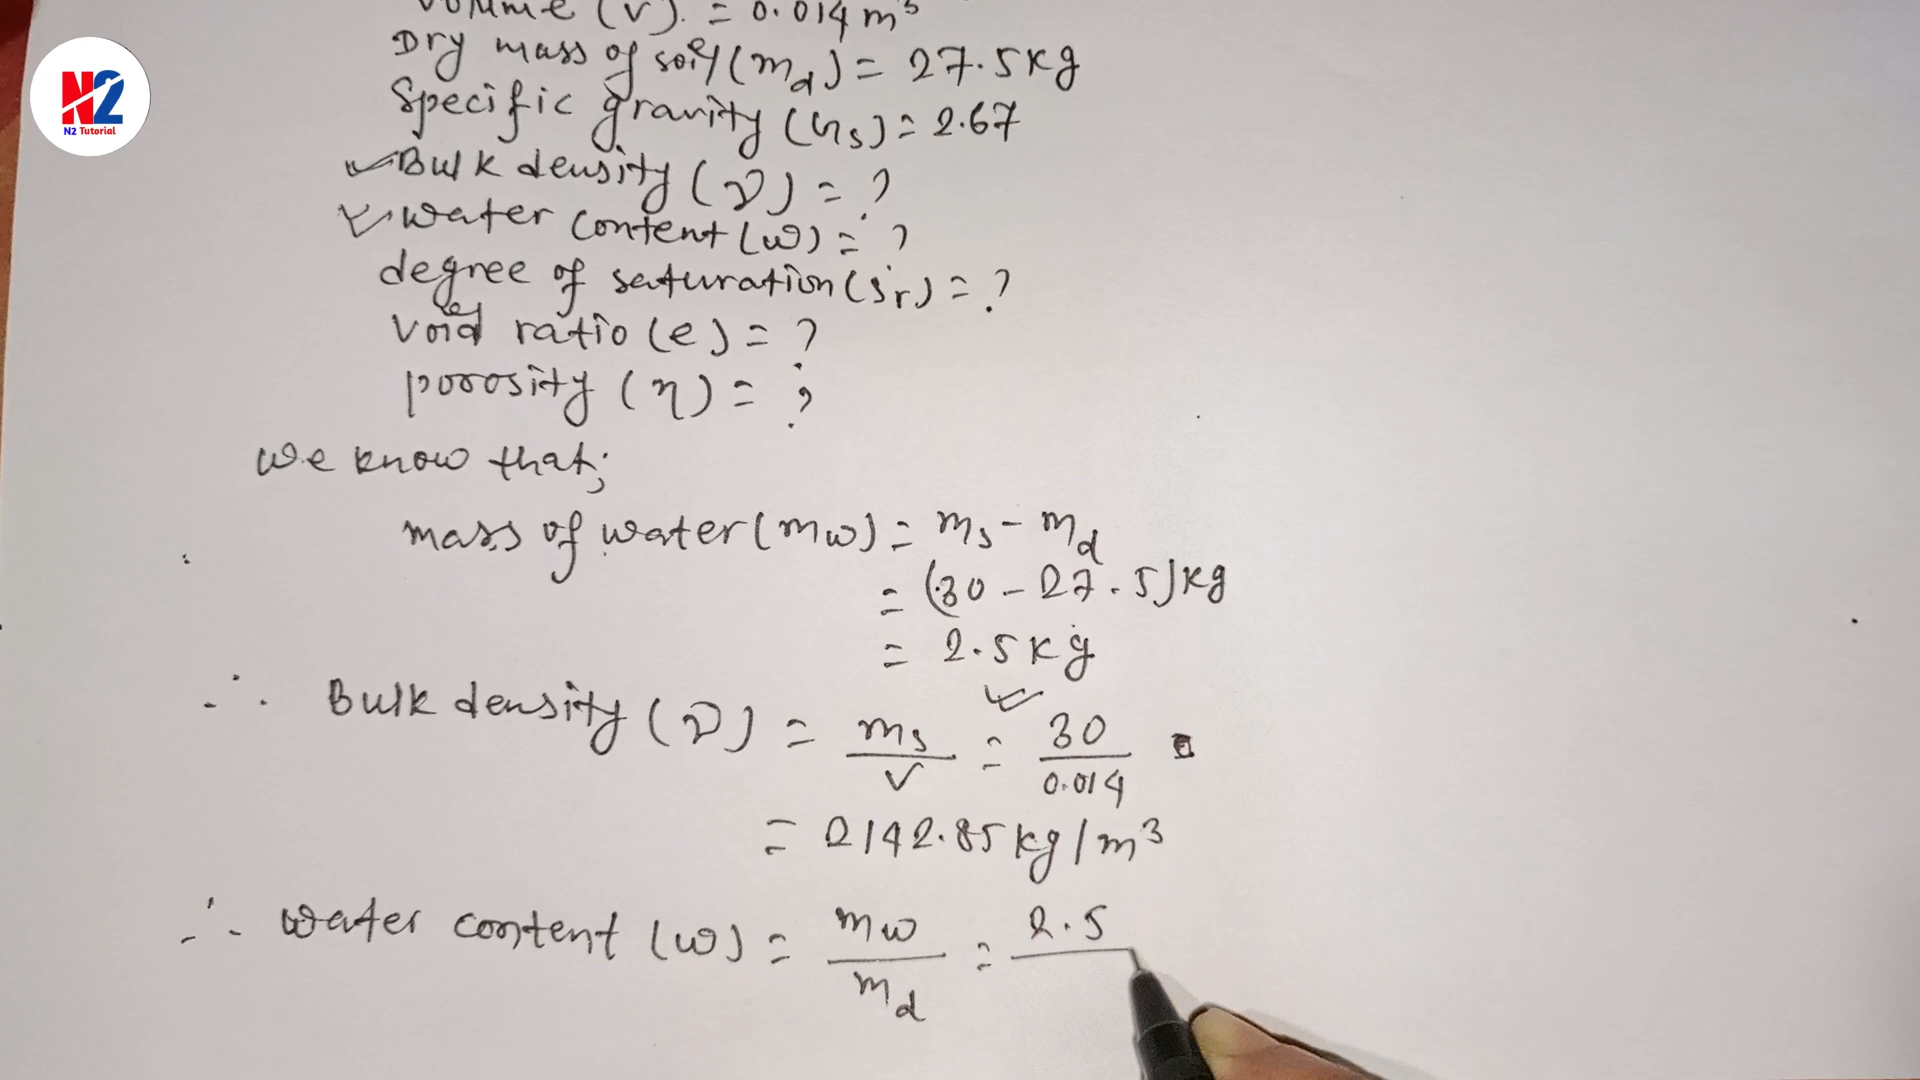 Volume (V) = 0.014 m³
N2
N2 Tutorial
Dry mass of soil (md) = 27.5 kg
Specific gravity (Gs) = 2.67
Bulk density (γ) = ?
water content (w) = ?
degree of saturation (Sr) = ?
Void ratio (e) = ?
porosity (η) = ?
we know that;
mass of water (mw) = ms - md
= (30 - 27.5) kg
= 2.5 kg
∴ Bulk density (γ) = ms/V = 30/0.014
= 2142.85 kg/m³
∴ water content (w) = mw/md = 2.5